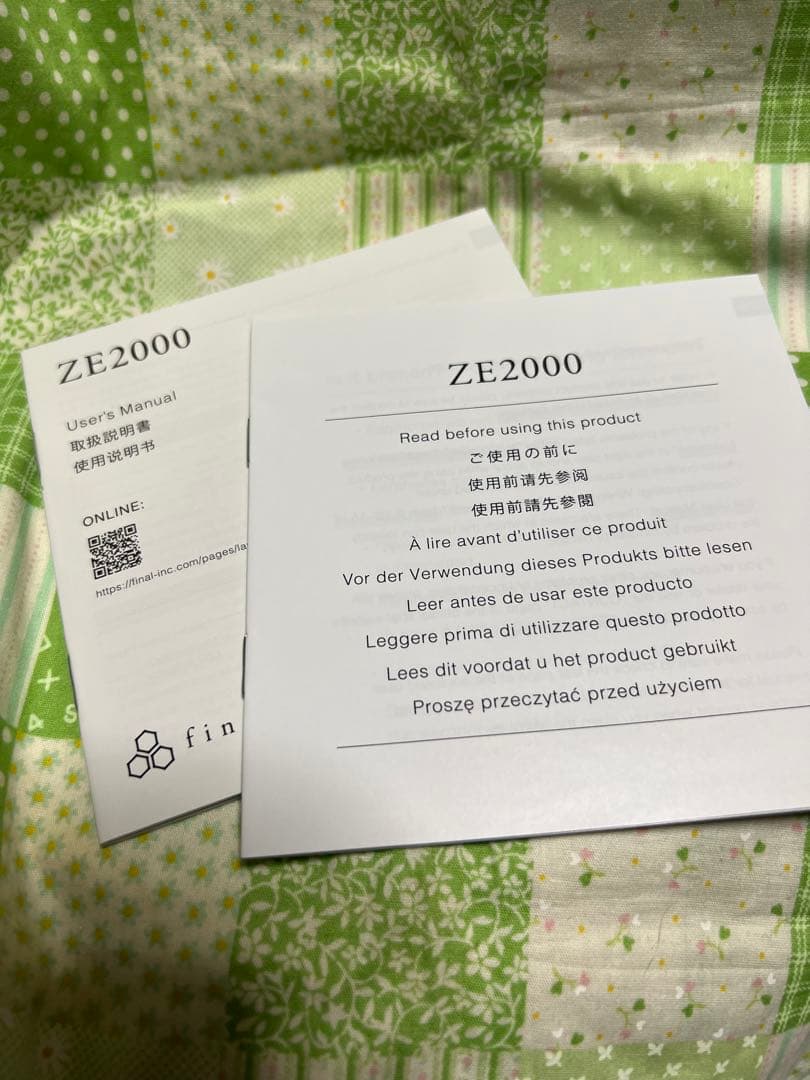 ZE2000
User's Manual
取扱説明書
使用说明书
ONLINE:
https://final-inc.com/pages/la
fin
ZE2000
Read before using this product
ご使用の前に
使用前请先参阅
使用前請先參閱
À lire avant d'utiliser ce produit
Vor der Verwendung dieses Produkts bitte lesen
Leer antes de usar este producto
Leggere prima di utilizzare questo prodotto
Lees dit voordat u het product gebruikt
Proszę przeczytać przed użyciem